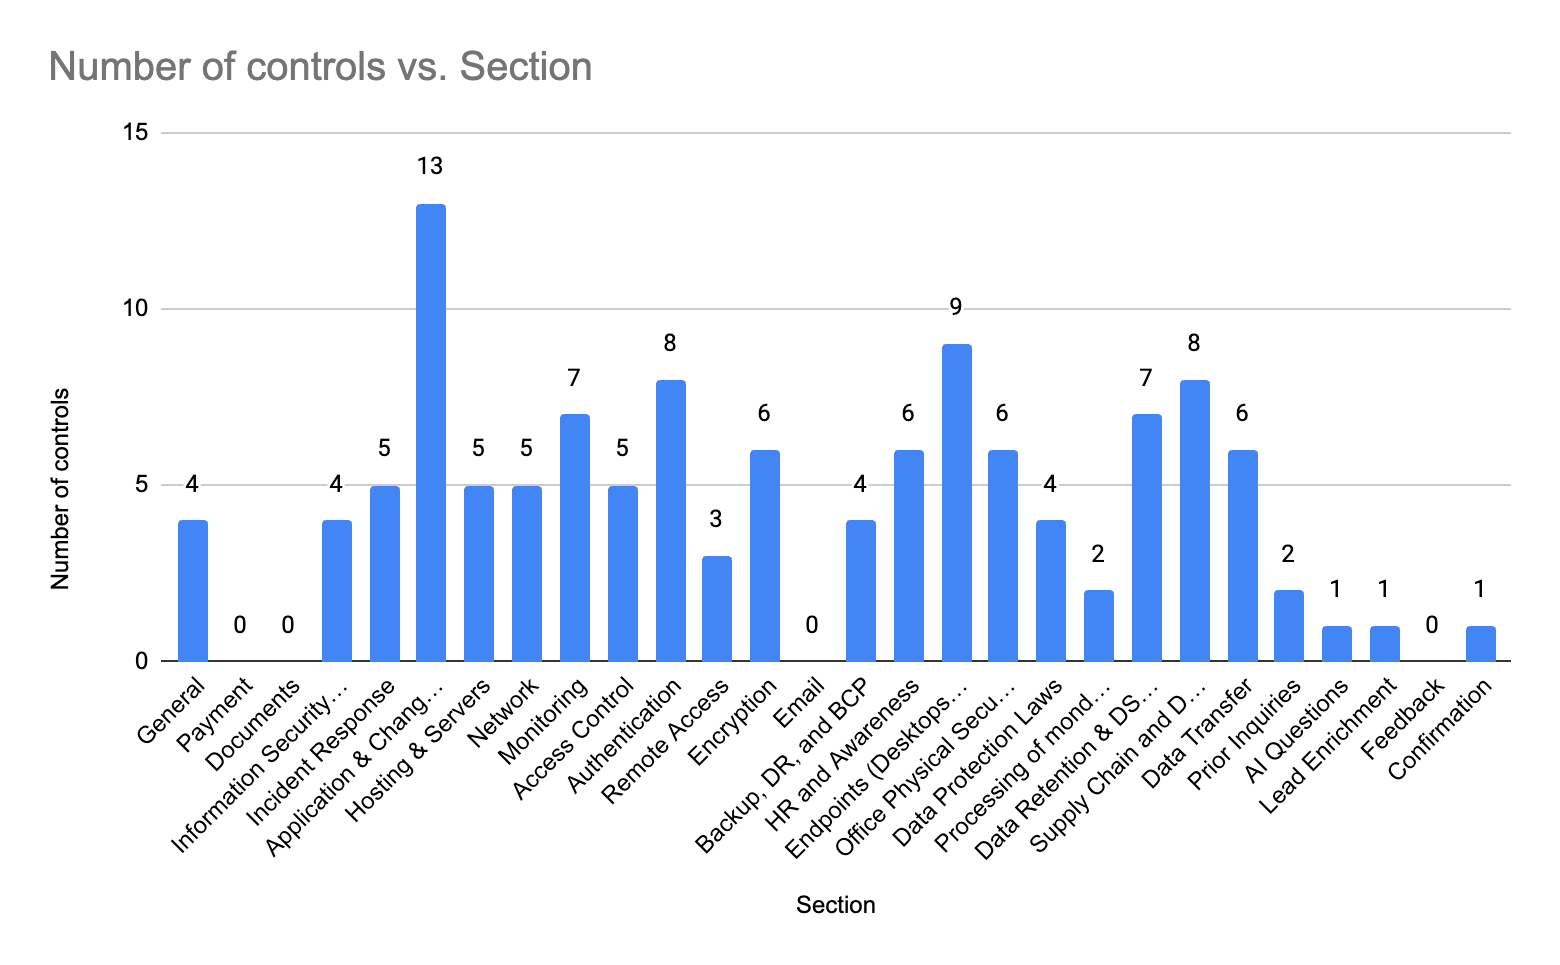 Number of controls vs. Section
Number of controls
15
10
5
0
4
0
0
4
5
13
5
5
7
5
8
3
6
0
4
6
9
6
4
2
7
8
6
2
1
1
0
1
General
Payment
Documents
Information Security…
Incident Response
Application & Chang…
Hosting & Servers
Network
Monitoring
Access Control
Authentication
Remote Access
Encryption
Email
Backup, DR, and BCP
HR and Awareness
Endpoints (Desktops…
Office Physical Secu…
Data Protection Laws
Processing of mond…
Data Retention & DS…
Supply Chain and D…
Data Transfer
Prior Inquiries
AI Questions
Lead Enrichment
Feedback
Confirmation
Section